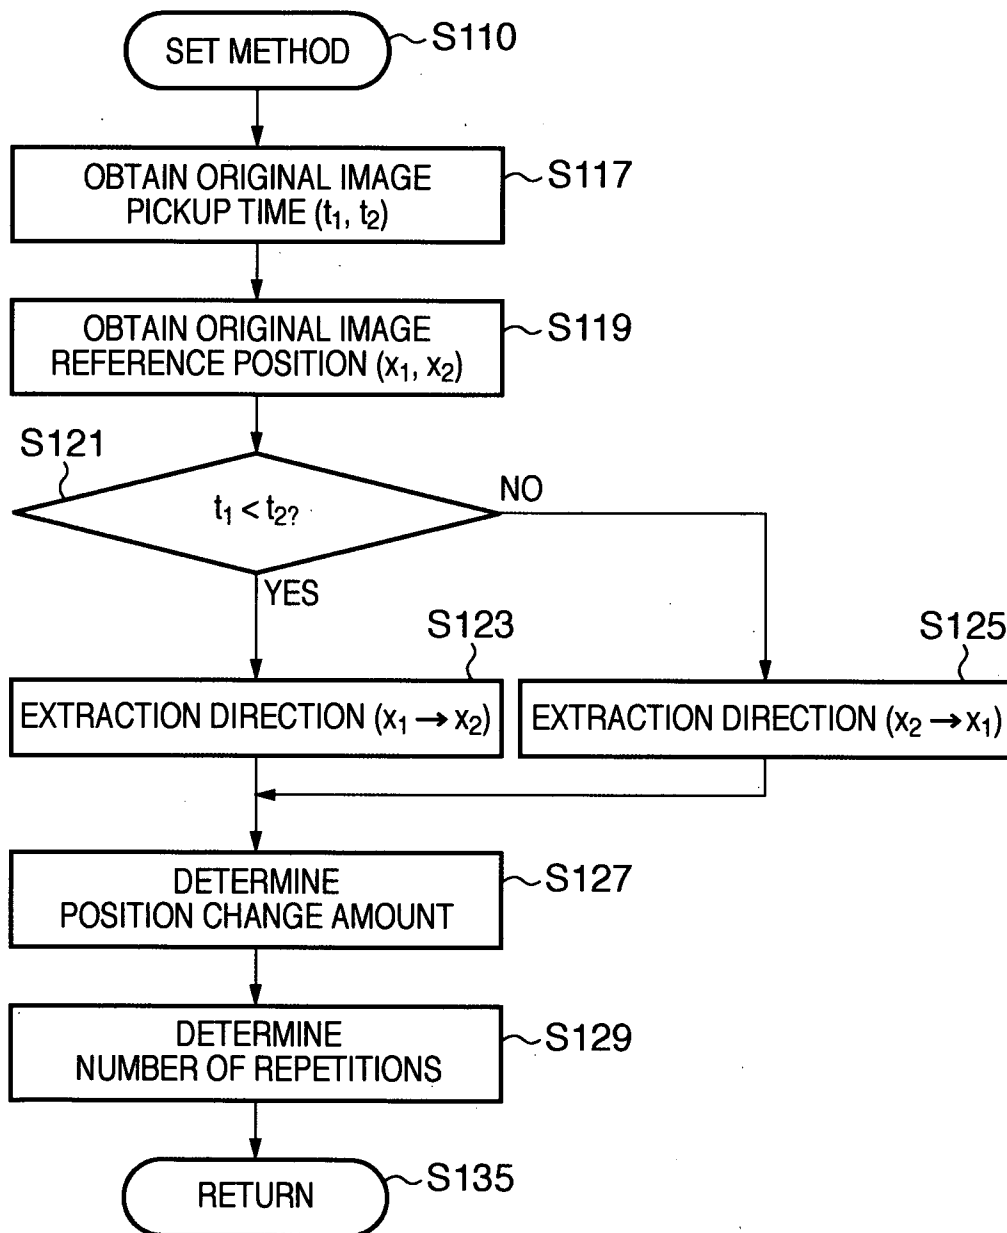 SET METHOD
S110
OBTAIN ORIGINAL IMAGE
PICKUP TIME (t₁, t₂)
S117
OBTAIN ORIGINAL IMAGE
REFERENCE POSITION (x₁, x₂)
S119
S121
t₁ < t₂?
NO
YES
S123
S125
EXTRACTION DIRECTION (x₁ → x₂)
EXTRACTION DIRECTION (x₂ → x₁)
DETERMINE
POSITION CHANGE AMOUNT
S127
DETERMINE
NUMBER OF REPETITIONS
S129
RETURN
S135